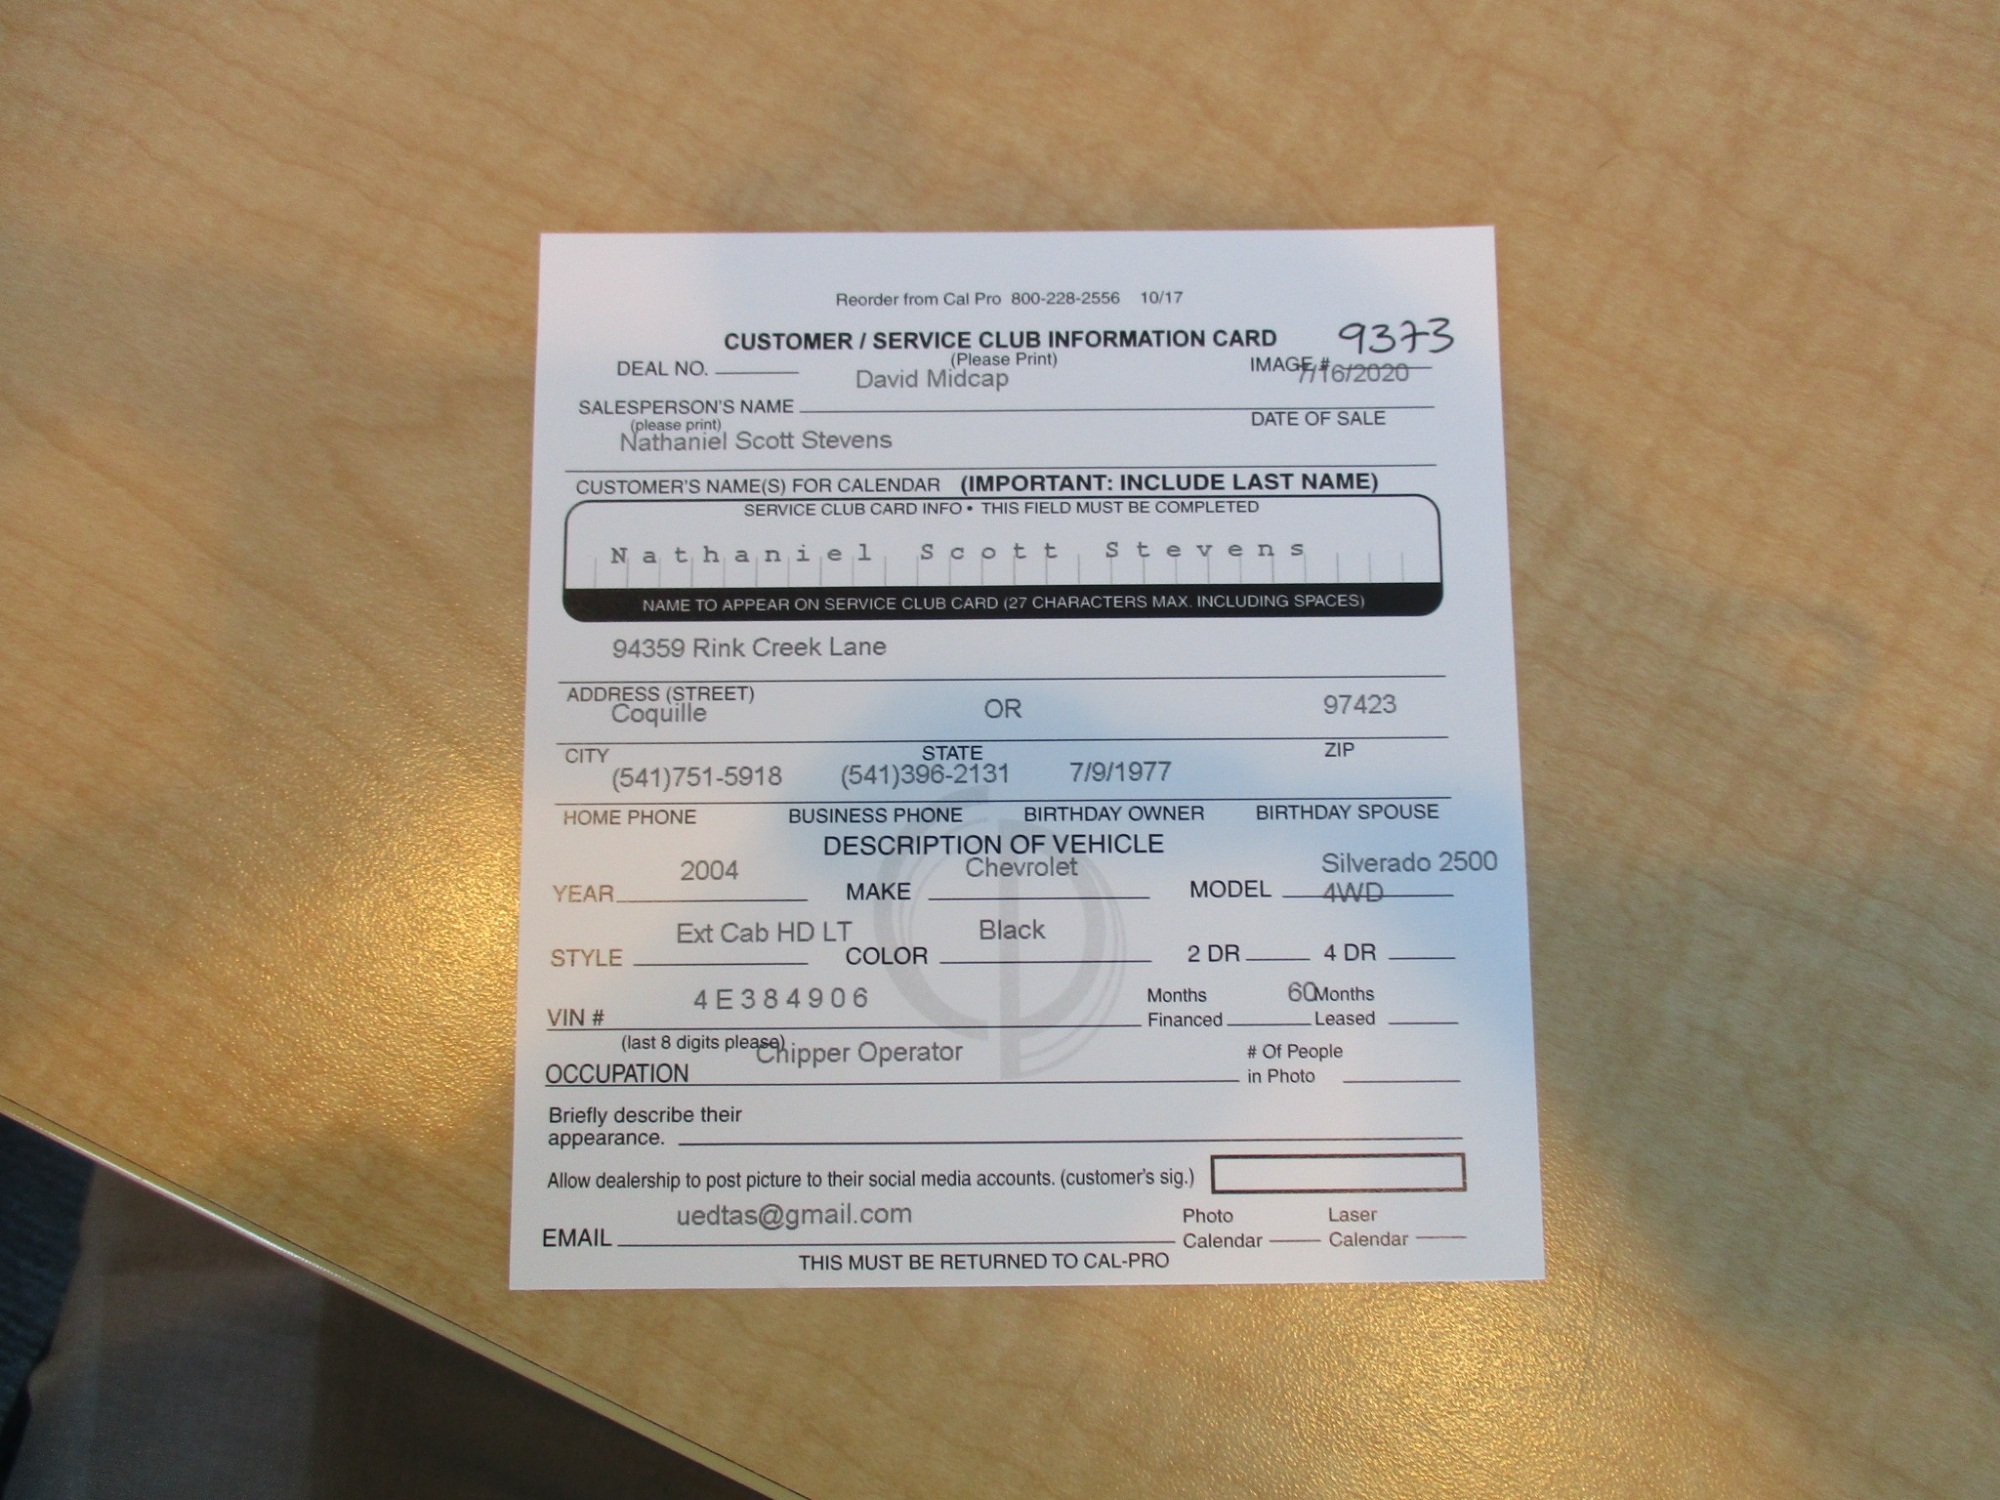 Reorder from Cal Pro 800-228-2556 10/17
CUSTOMER / SERVICE CLUB INFORMATION CARD 9373
(Please Print)
DEAL NO. IMAGE #
David Midcap 7/16/2020
SALESPERSON'S NAME DATE OF SALE
(please print)
Nathaniel Scott Stevens
CUSTOMER'S NAME(S) FOR CALENDAR (IMPORTANT: INCLUDE LAST NAME)
SERVICE CLUB CARD INFO • THIS FIELD MUST BE COMPLETED
Nathaniel Scott Stevens
NAME TO APPEAR ON SERVICE CLUB CARD (27 CHARACTERS MAX. INCLUDING SPACES)
94359 Rink Creek Lane
ADDRESS (STREET)
Coquille OR 97423
CITY STATE ZIP
(541)751-5918 (541)396-2131 7/9/1977
HOME PHONE BUSINESS PHONE BIRTHDAY OWNER BIRTHDAY SPOUSE
DESCRIPTION OF VEHICLE
2004 Chevrolet Silverado 2500
YEAR MAKE MODEL 4WD
Ext Cab HD LT Black
STYLE COLOR 2 DR 4 DR
4E384906 Months 60 Months
VIN # Financed Leased
(last 8 digits please) Chipper Operator # Of People
OCCUPATION in Photo
Briefly describe their
appearance.
Allow dealership to post picture to their social media accounts. (customer's sig.)
uedtas@gmail.com Photo Laser
EMAIL Calendar Calendar
THIS MUST BE RETURNED TO CAL-PRO